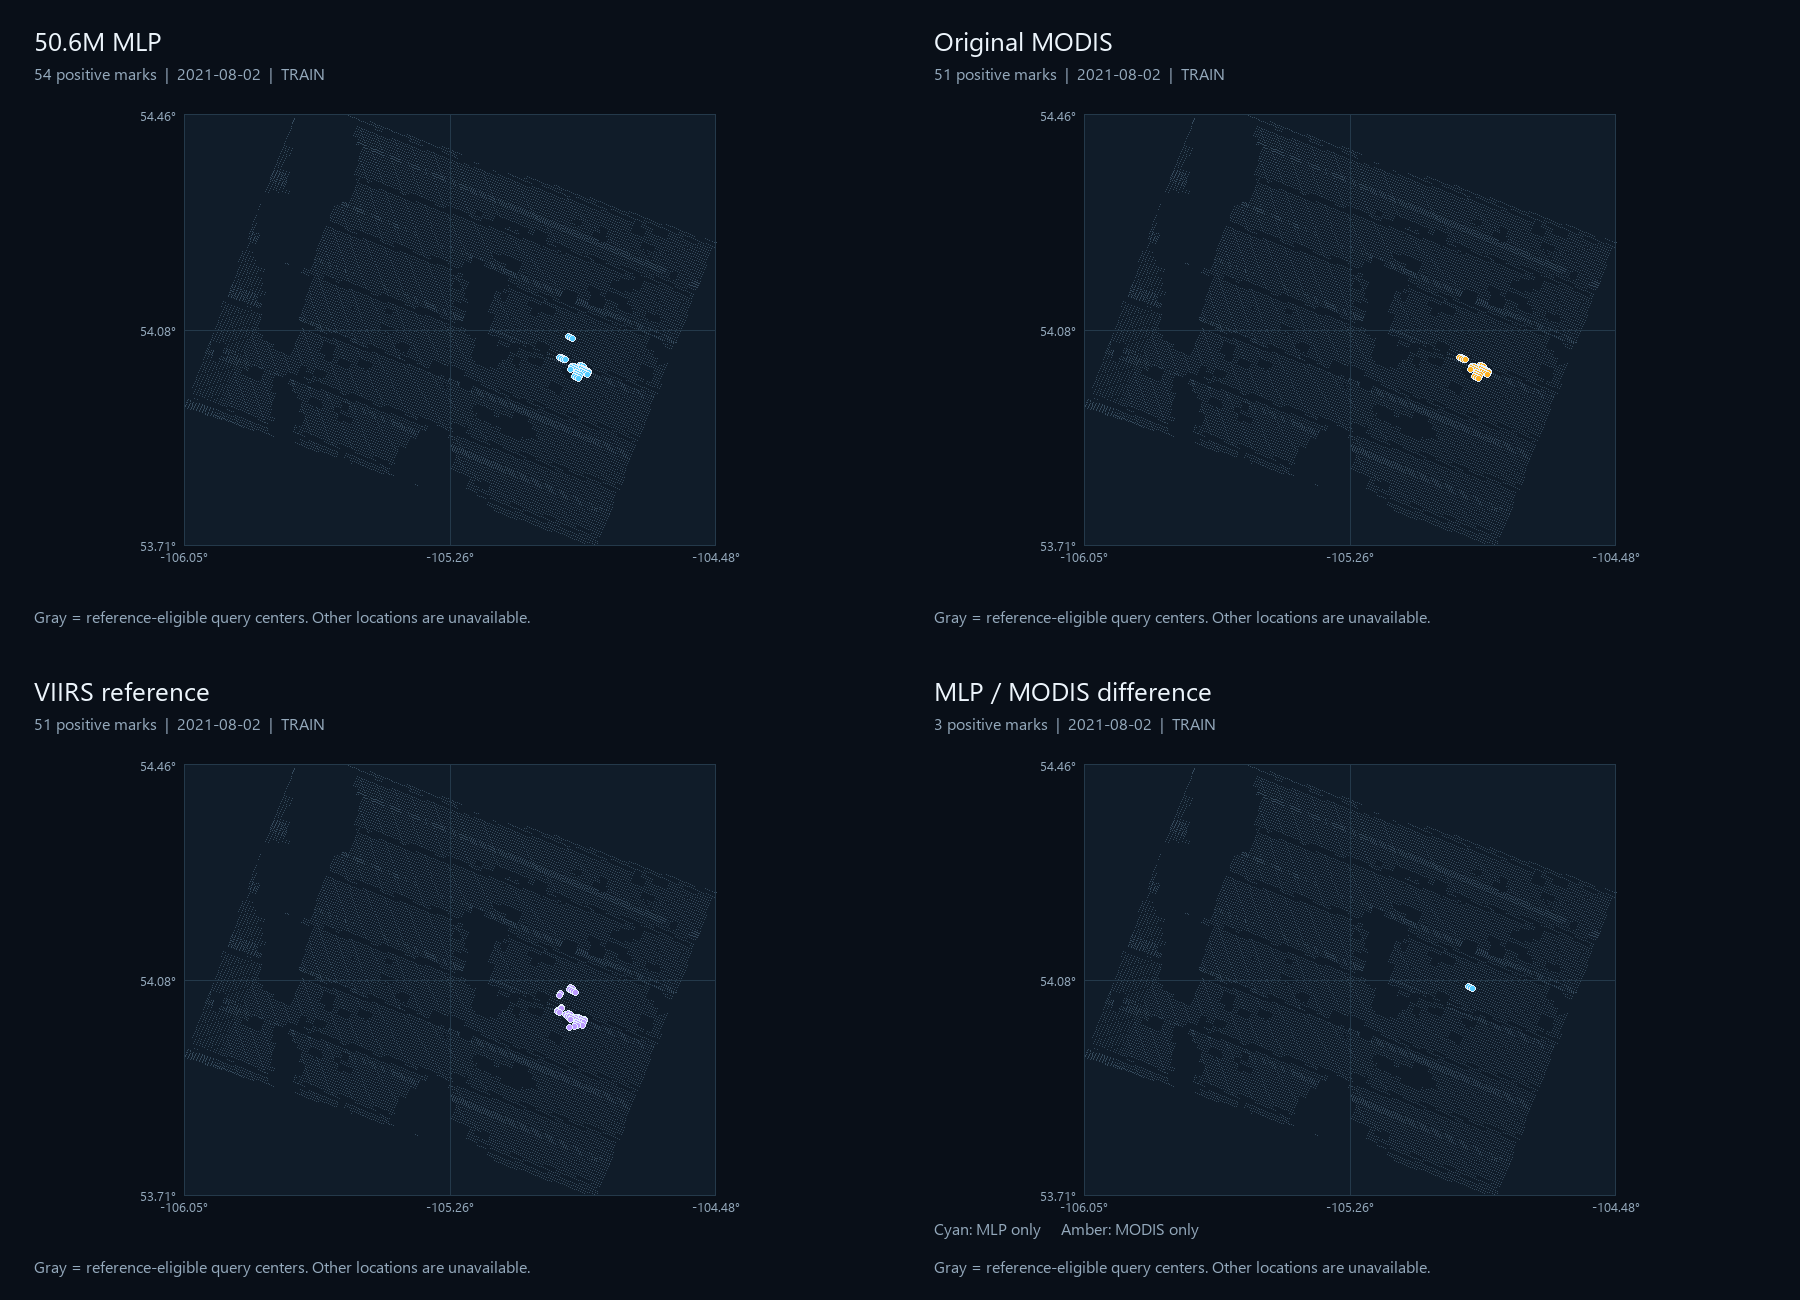 50.6M MLP
54 positive marks | 2021-08-02 | TRAIN
54.46°
54.08°
53.71°
-106.05°
-105.26°
-104.48°
Gray = reference-eligible query centers. Other locations are unavailable.
Original MODIS
51 positive marks | 2021-08-02 | TRAIN
54.46°
54.08°
53.71°
-106.05°
-105.26°
-104.48°
Gray = reference-eligible query centers. Other locations are unavailable.
VIIRS reference
51 positive marks | 2021-08-02 | TRAIN
54.46°
54.08°
53.71°
-106.05°
-105.26°
-104.48°
Gray = reference-eligible query centers. Other locations are unavailable.
MLP / MODIS difference
3 positive marks | 2021-08-02 | TRAIN
54.46°
54.08°
53.71°
-106.05°
-105.26°
-104.48°
Cyan: MLP only Amber: MODIS only
Gray = reference-eligible query centers. Other locations are unavailable.